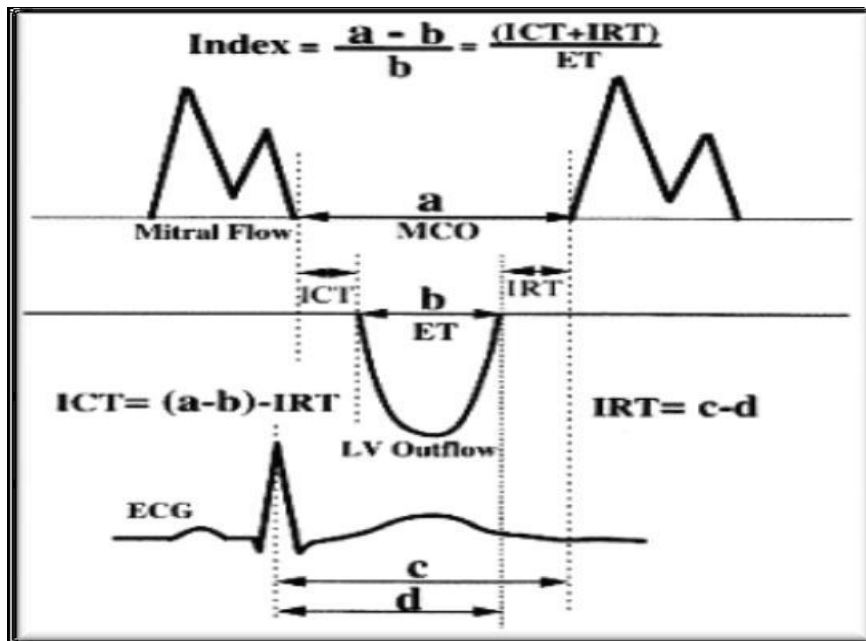 Index = a - b / b = (ICT+IRT) / ET
a
Mitral Flow
MCO
ICT
IRT
b
ET
ICT= (a-b)-IRT
IRT= c-d
LV Outflow
ECG
c
d